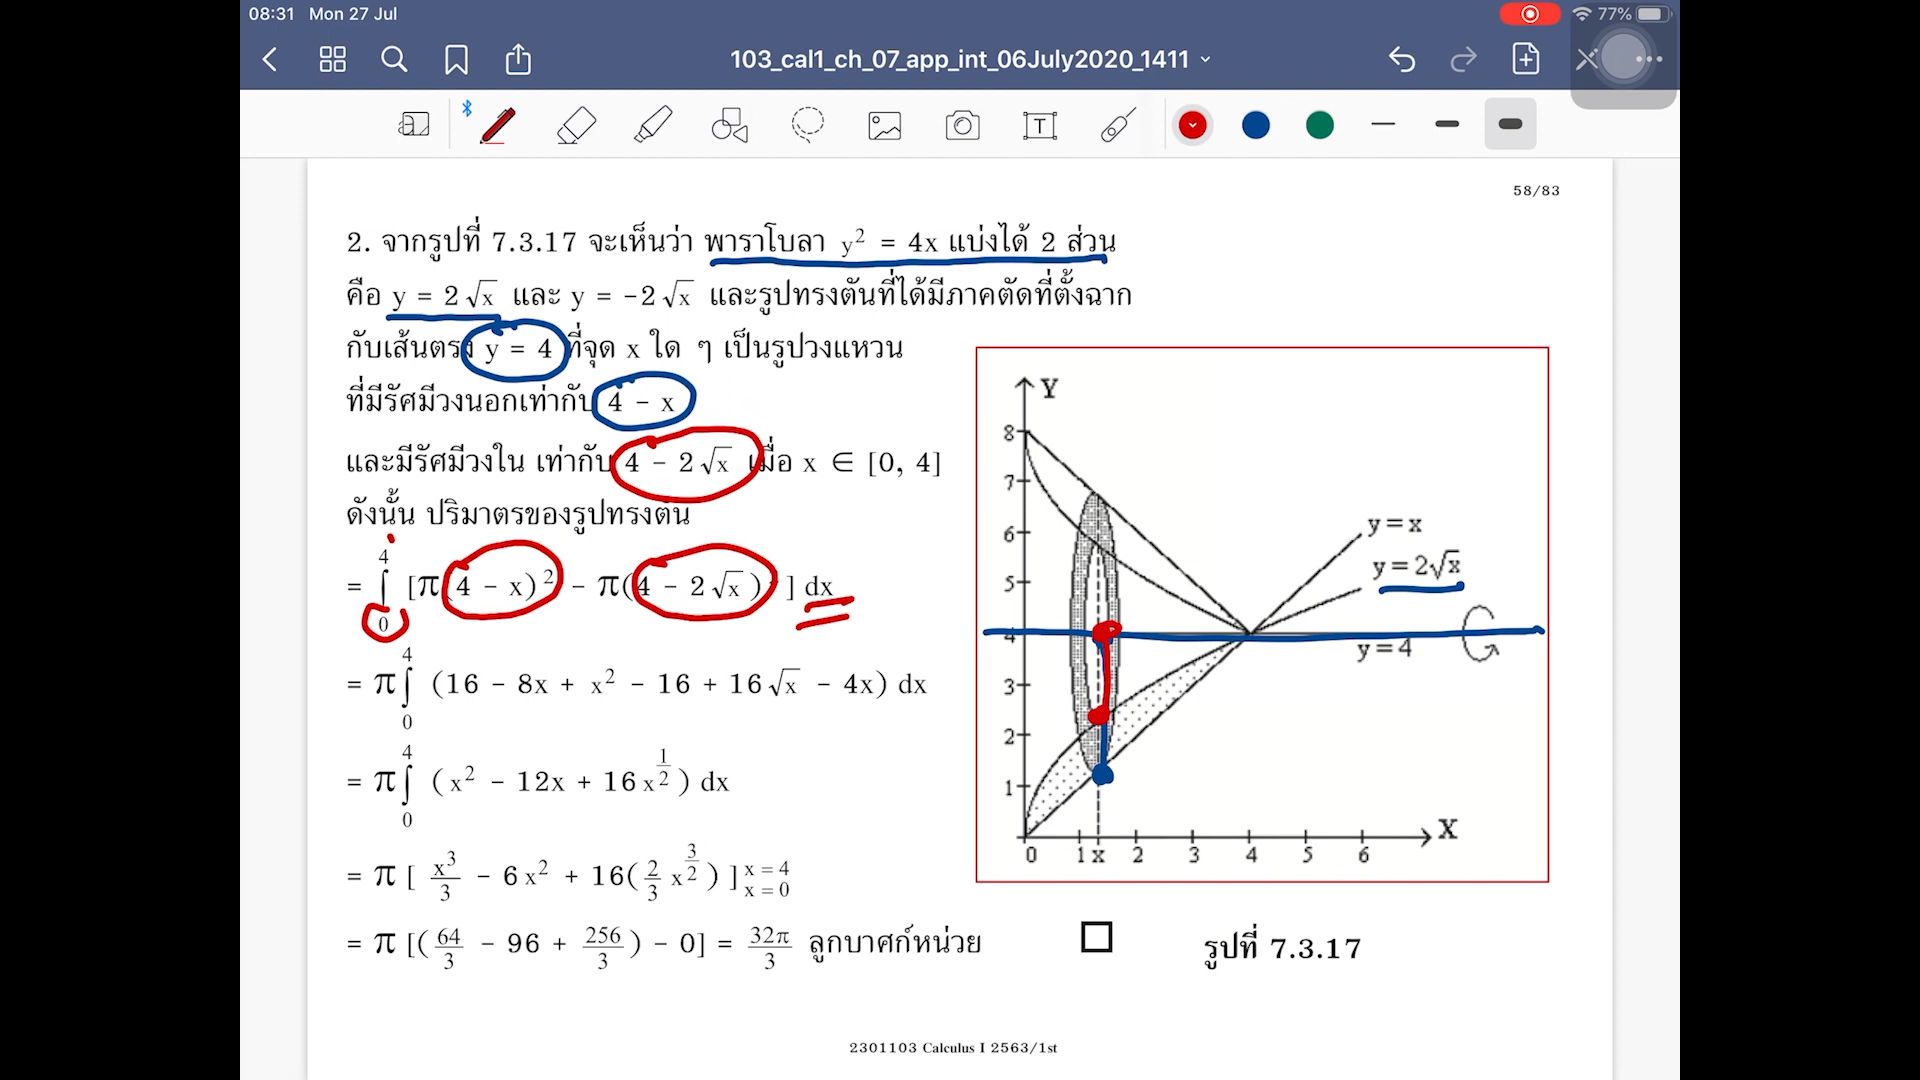 08:31 Mon 27 Jul
77%
103_cal1_ch_07_app_int_06July2020_1411
58/83
2. จากรูปที่ 7.3.17 จะเห็นว่า พาราโบลา y² = 4x แบ่งได้ 2 ส่วน
คือ y = 2√x และ y = -2√x และรูปทรงตันที่ได้มีภาคตัดที่ตั้งฉาก
กับเส้นตรง y = 4 ที่จุด x ใด ๆ เป็นรูปวงแหวน
ที่มีรัศมีวงนอกเท่ากับ 4 - x
และมีรัศมีวงใน เท่ากับ 4 - 2√x เมื่อ x ∈ [0, 4]
ดังนั้น ปริมาตรของรูปทรงตัน
= ∫₀⁴ [π(4 - x)² - π(4 - 2√x)²] dx
= π∫₀⁴ (16 - 8x + x² - 16 + 16√x - 4x) dx
= π∫₀⁴ (x² - 12x + 16x^(1/2)) dx
= π [x³/3 - 6x² + 16(2/3 x^(3/2))] x = 4 x = 0
= π [(64/3 - 96 + 256/3) - 0] = 32π/3 ลูกบาศก์หน่วย
Y
8
7
6
5
4
3
2
1
0 1 x 2 3 4 5 6
X
y = x
y = 2√x
y = 4
รูปที่ 7.3.17
2301103 Calculus I 2563/1st